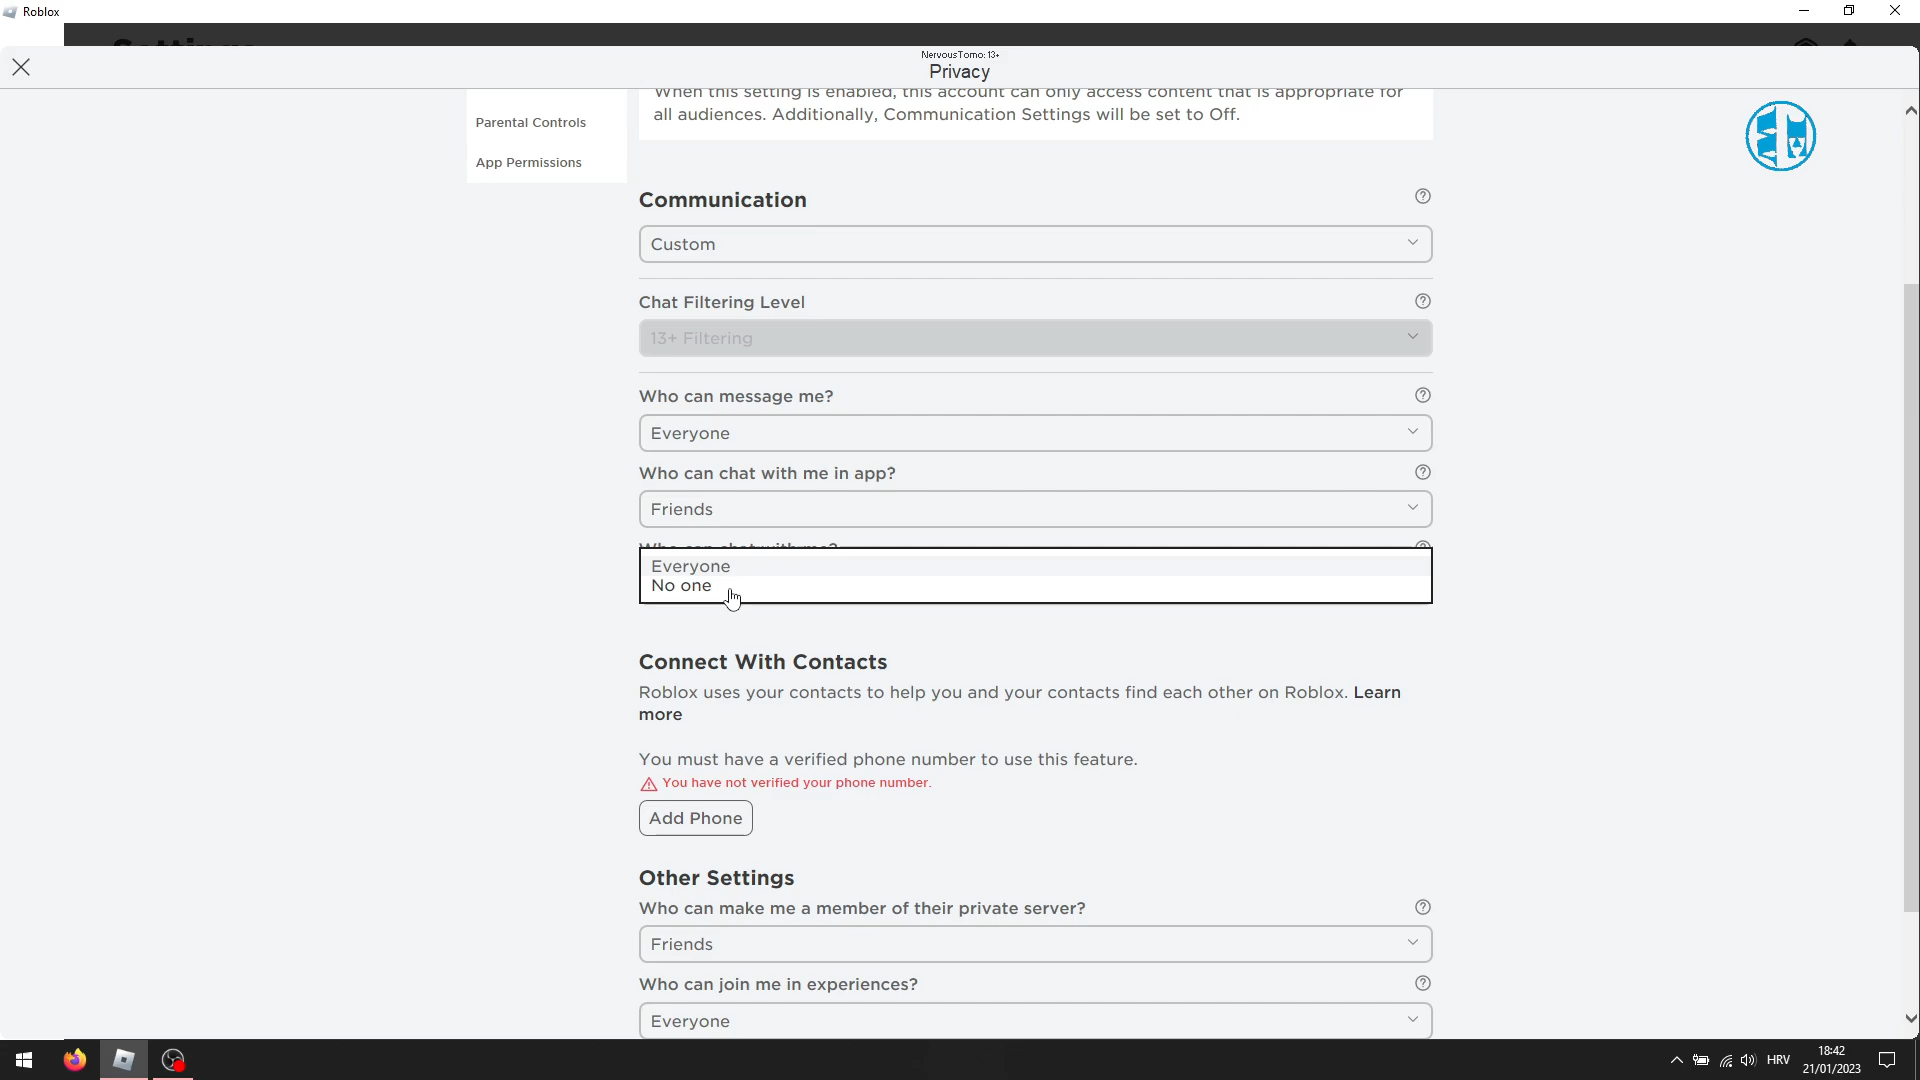 Roblox
NervousTomo: 13+
Privacy
When this setting is enabled, this account can only access content that is appropriate for
all audiences. Additionally, Communication Settings will be set to Off.
Parental Controls
App Permissions
Communication
Custom
Chat Filtering Level
13+ Filtering
Who can message me?
Everyone
Who can chat with me in app?
Friends
Who can chat with me?
Everyone
No one
Connect With Contacts
Roblox uses your contacts to help you and your contacts find each other on Roblox. Learn
more
You must have a verified phone number to use this feature.
You have not verified your phone number.
Add Phone
Other Settings
Who can make me a member of their private server?
Friends
Who can join me in experiences?
Everyone
HRV
18:42
21/01/2023